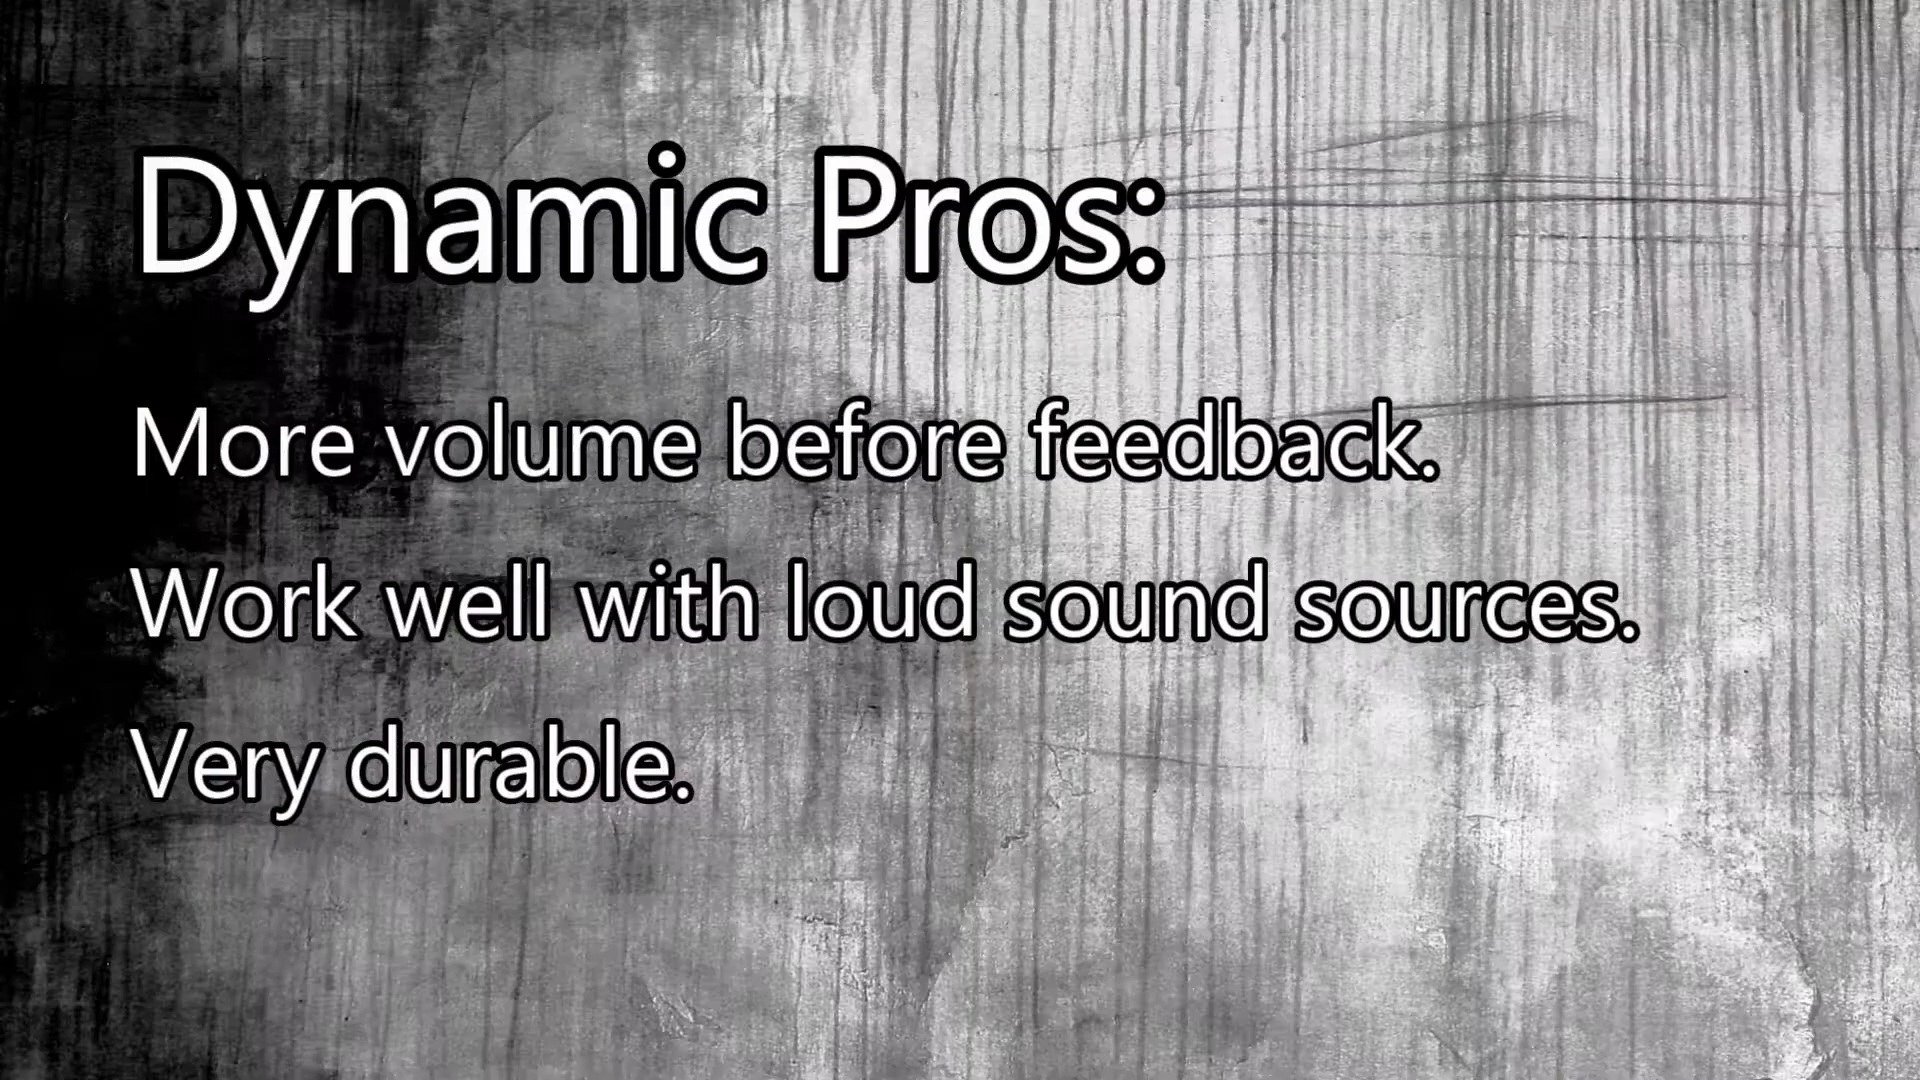 Dynamic Pros:
More volume before feedback.
Work well with loud sound sources.
Very durable.